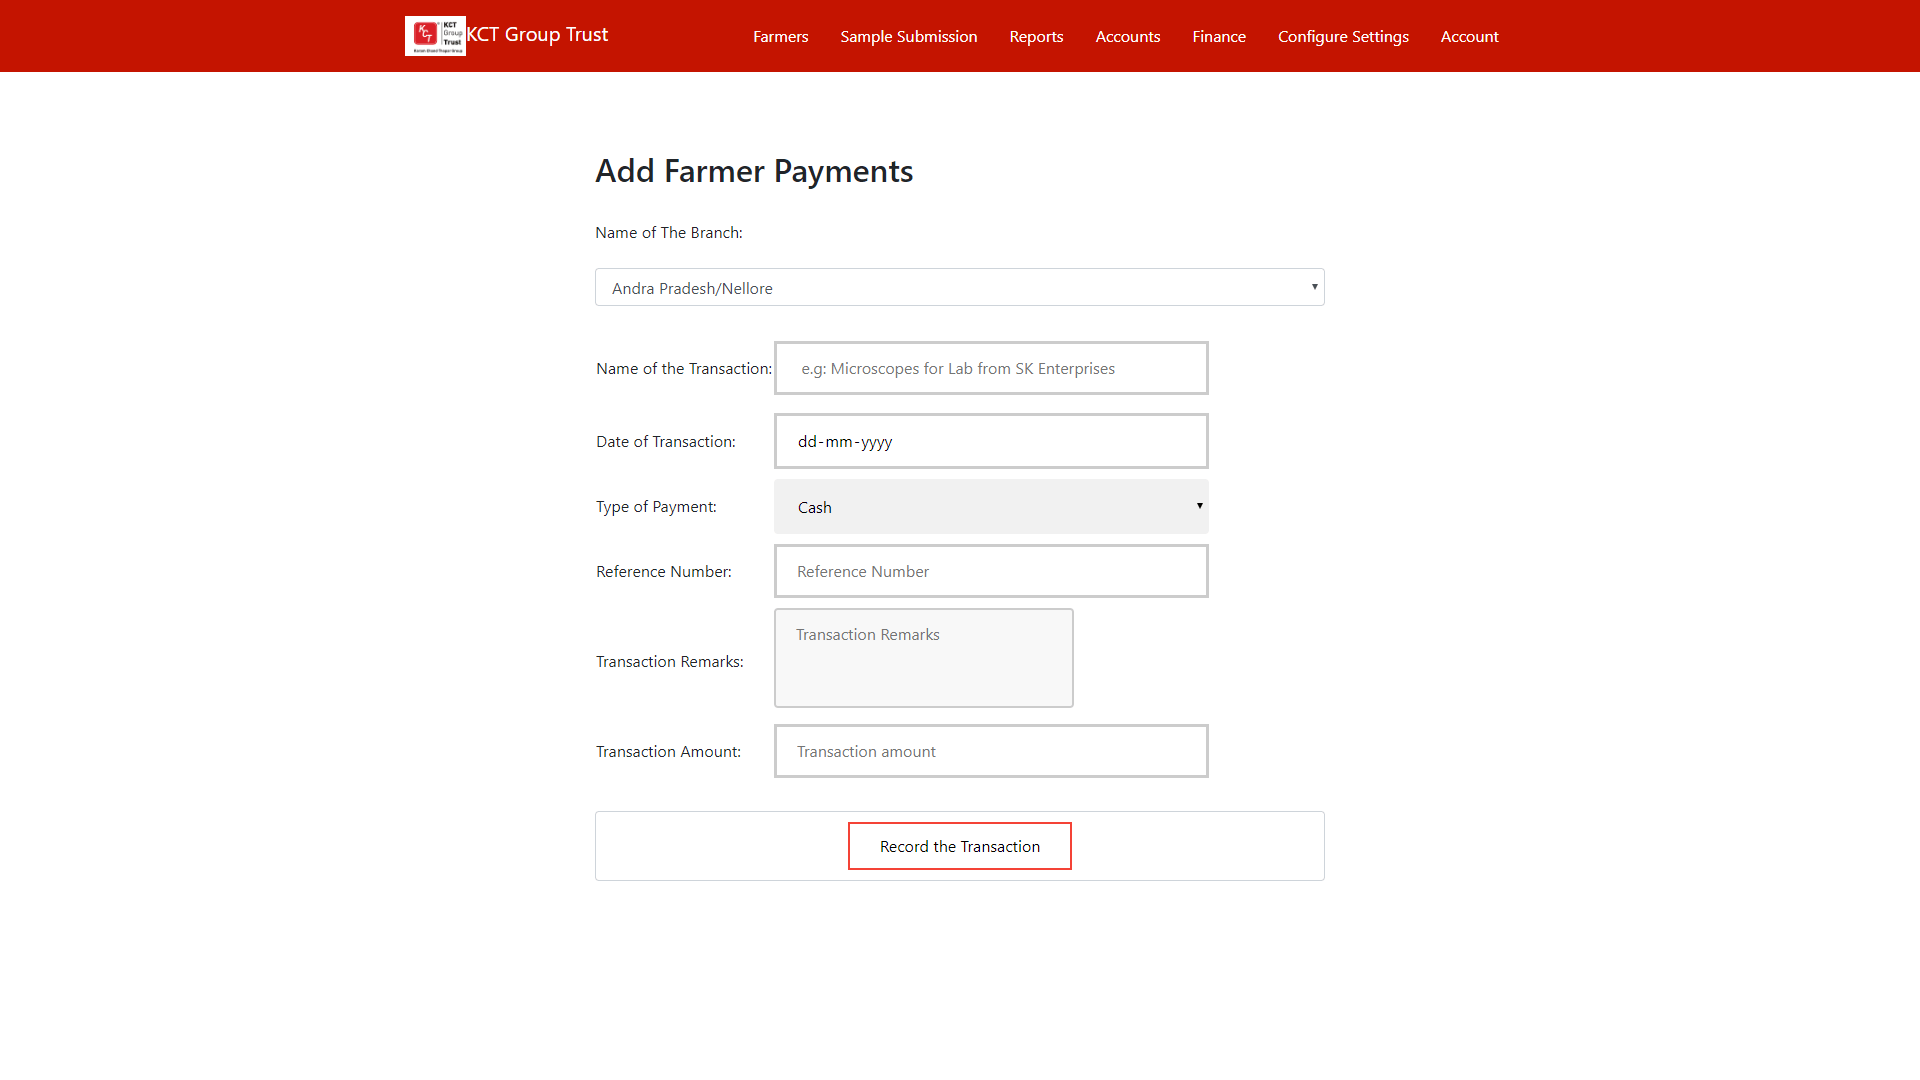 KCT
Group
Trust
KCT Group Trust
Farmers
Sample Submission
Reports
Accounts
Finance
Configure Settings
Account
Add Farmer Payments
Name of The Branch:
Andra Pradesh/Nellore
Name of the Transaction:
e.g: Microscopes for Lab from SK Enterprises
Date of Transaction:
dd-mm-yyyy
Type of Payment:
Cash
Reference Number:
Reference Number
Transaction Remarks:
Transaction Remarks
Transaction Amount:
Transaction amount
Record the Transaction